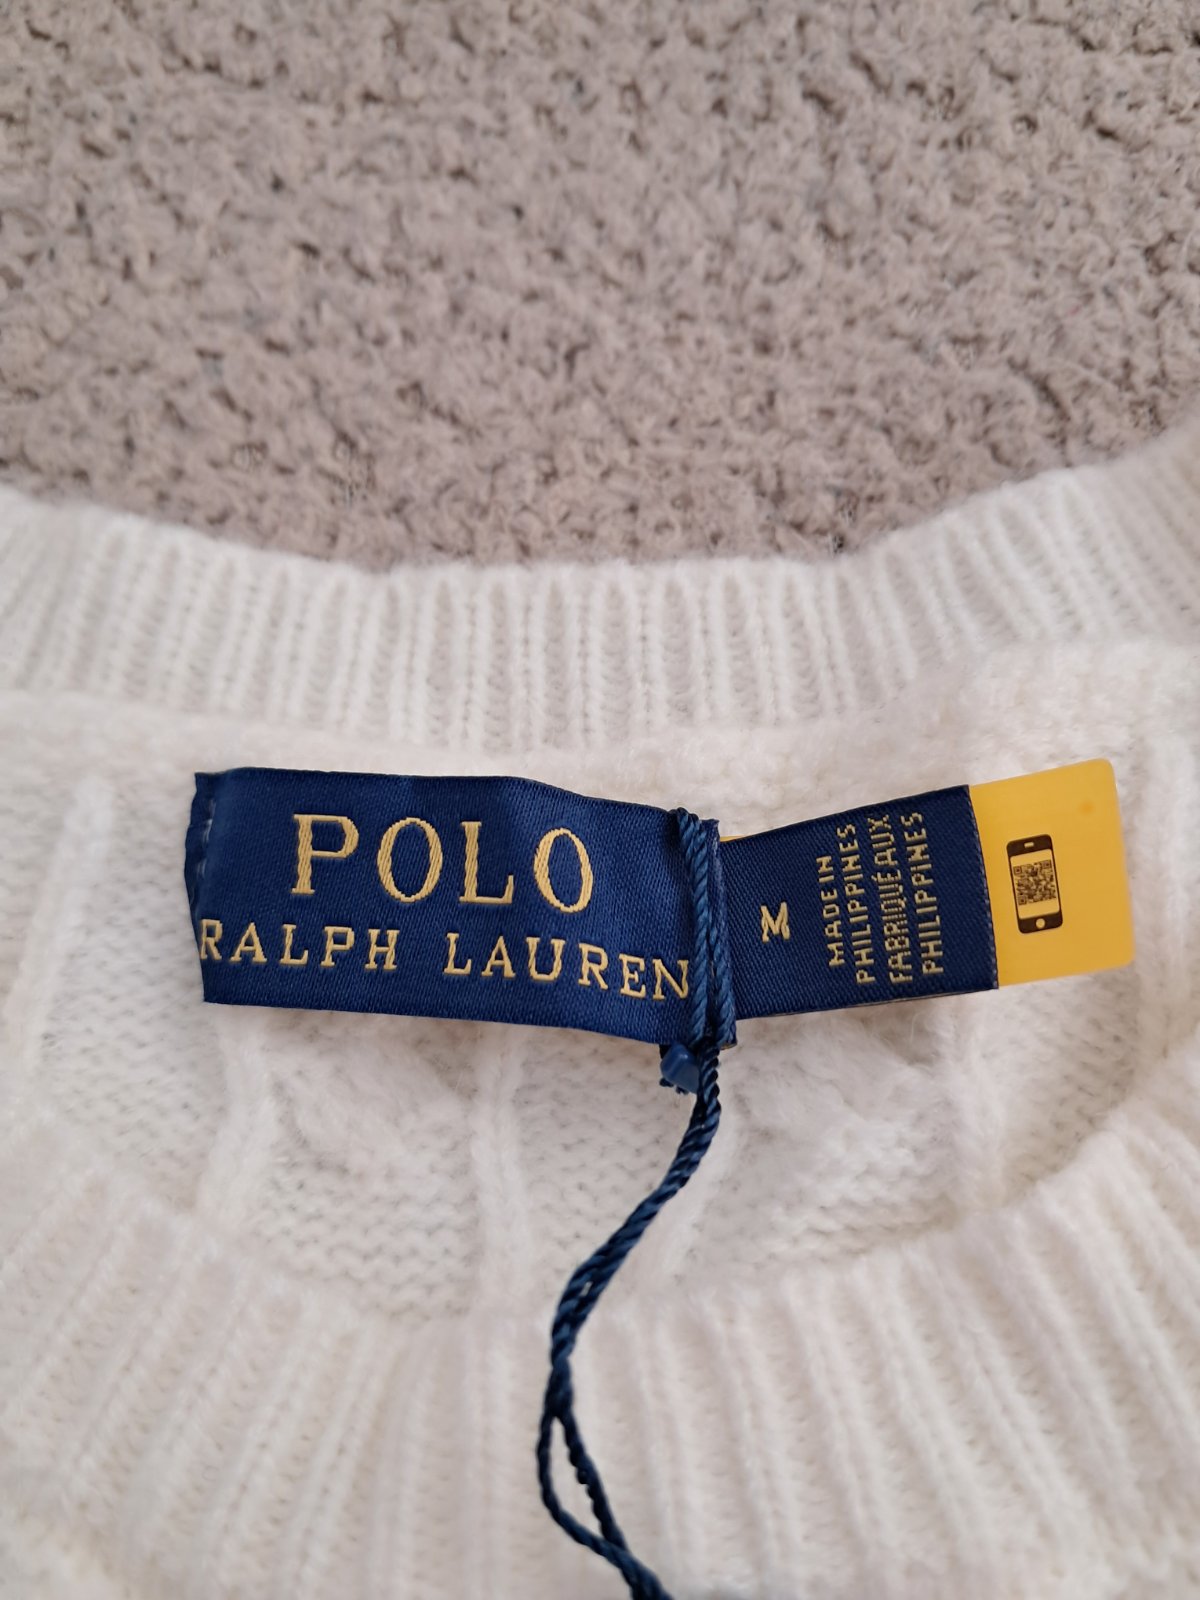 POLO
RALPH LAUREN
M
MADE IN
PHILIPPINES
FABRIQUÉ AUX
PHILIPPINES